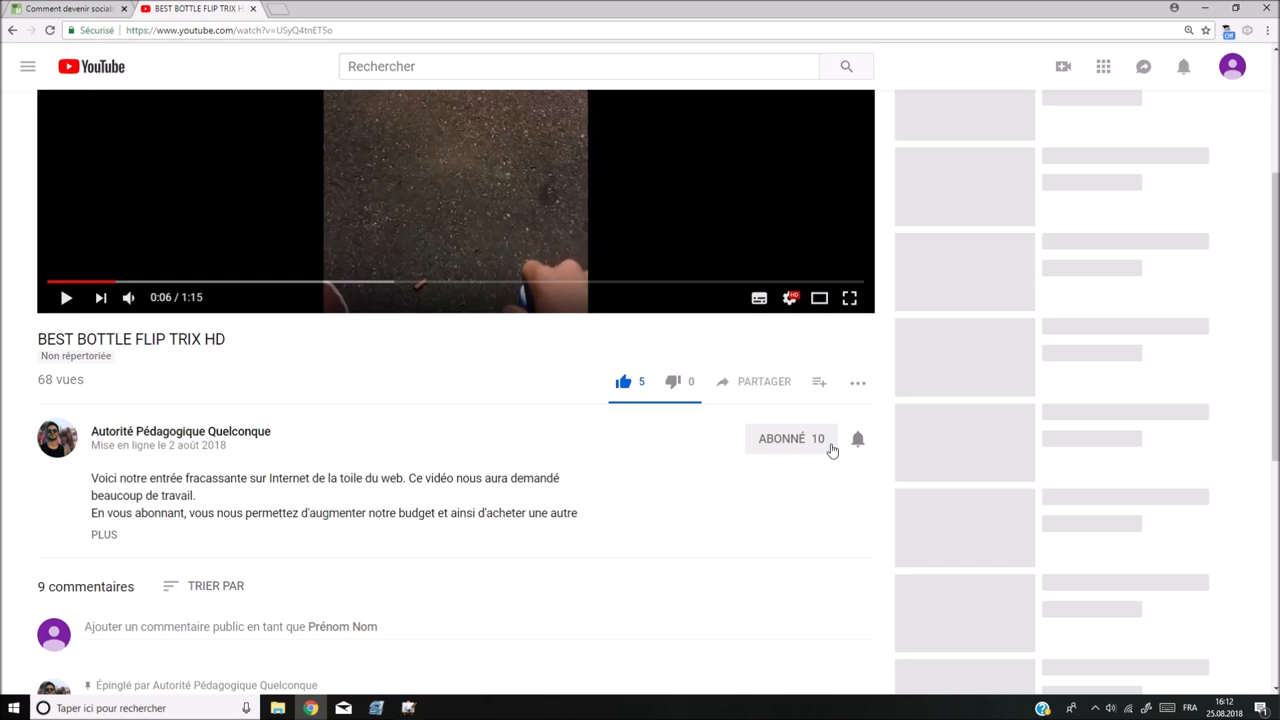 Comment devenir sociale
BEST BOTTLE FLIP TRIX H
Sécurisé
https://www.youtube.com/watch?v=USyQ4tnET5o
Off
YouTube
Rechercher
0:06 / 1:15
HD
BEST BOTTLE FLIP TRIX HD
Non répertoriée
68 vues
5
0
PARTAGER
Autorité Pédagogique Quelconque
Mise en ligne le 2 août 2018
ABONNÉ 10
Voici notre entrée fracassante sur Internet de la toile du web. Ce vidéo nous aura demandé
beaucoup de travail.
En vous abonnant, vous nous permettez d'augmenter notre budget et ainsi d'acheter une autre
PLUS
9 commentaires
TRIER PAR
Ajouter un commentaire public en tant que Prénom Nom
Épinglé par Autorité Pédagogique Quelconque
Taper ici pour rechercher
FRA
16:12
25.08.2018
1